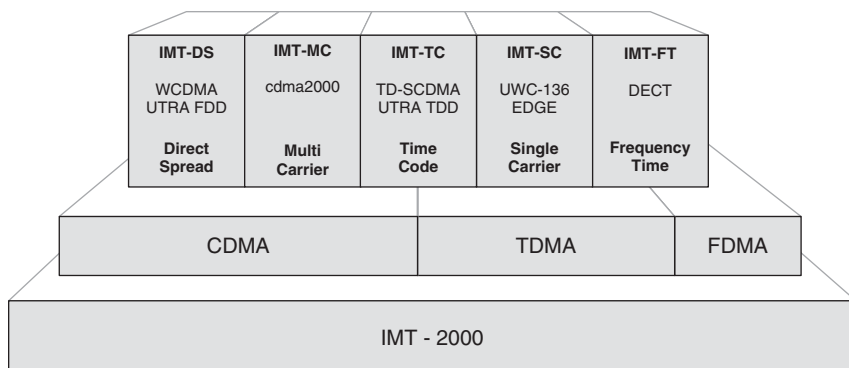 IMT-DS
WCDMA
UTRA FDD
Direct
Spread
IMT-MC
cdma2000
Multi
Carrier
IMT-TC
TD-SCDMA
UTRA TDD
Time
Code
IMT-SC
UWC-136
EDGE
Single
Carrier
IMT-FT
DECT
Frequency
Time
CDMA
TDMA
FDMA
IMT - 2000